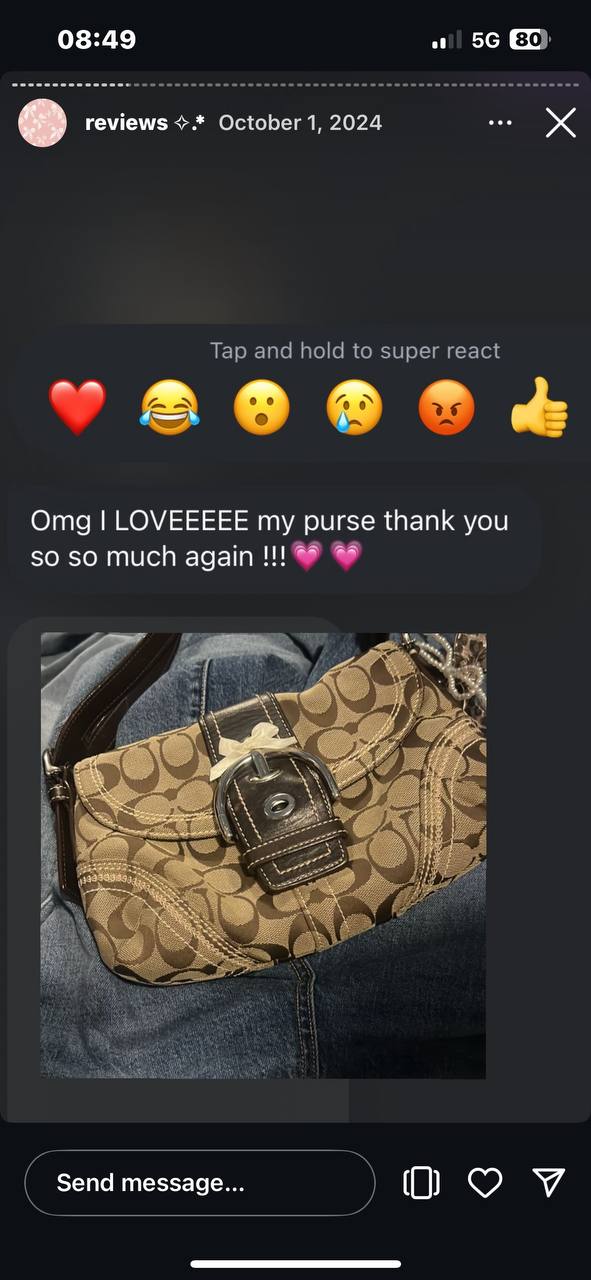 08:49
5G
80
reviews ✧.* October 1, 2024
Tap and hold to super react
Omg I LOVEEEEE my purse thank you
so so much again !!!💗💗
Send message...